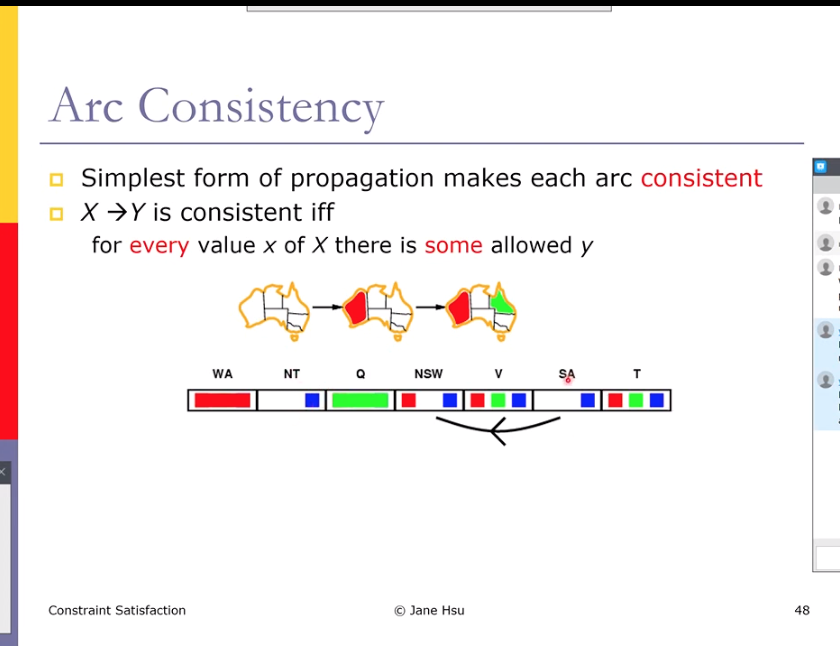 Arc Consistency
Simplest form of propagation makes each arc consistent
X →Y is consistent iff
for every value x of X there is some allowed y
WA NT Q NSW V SA T
Constraint Satisfaction © Jane Hsu 48